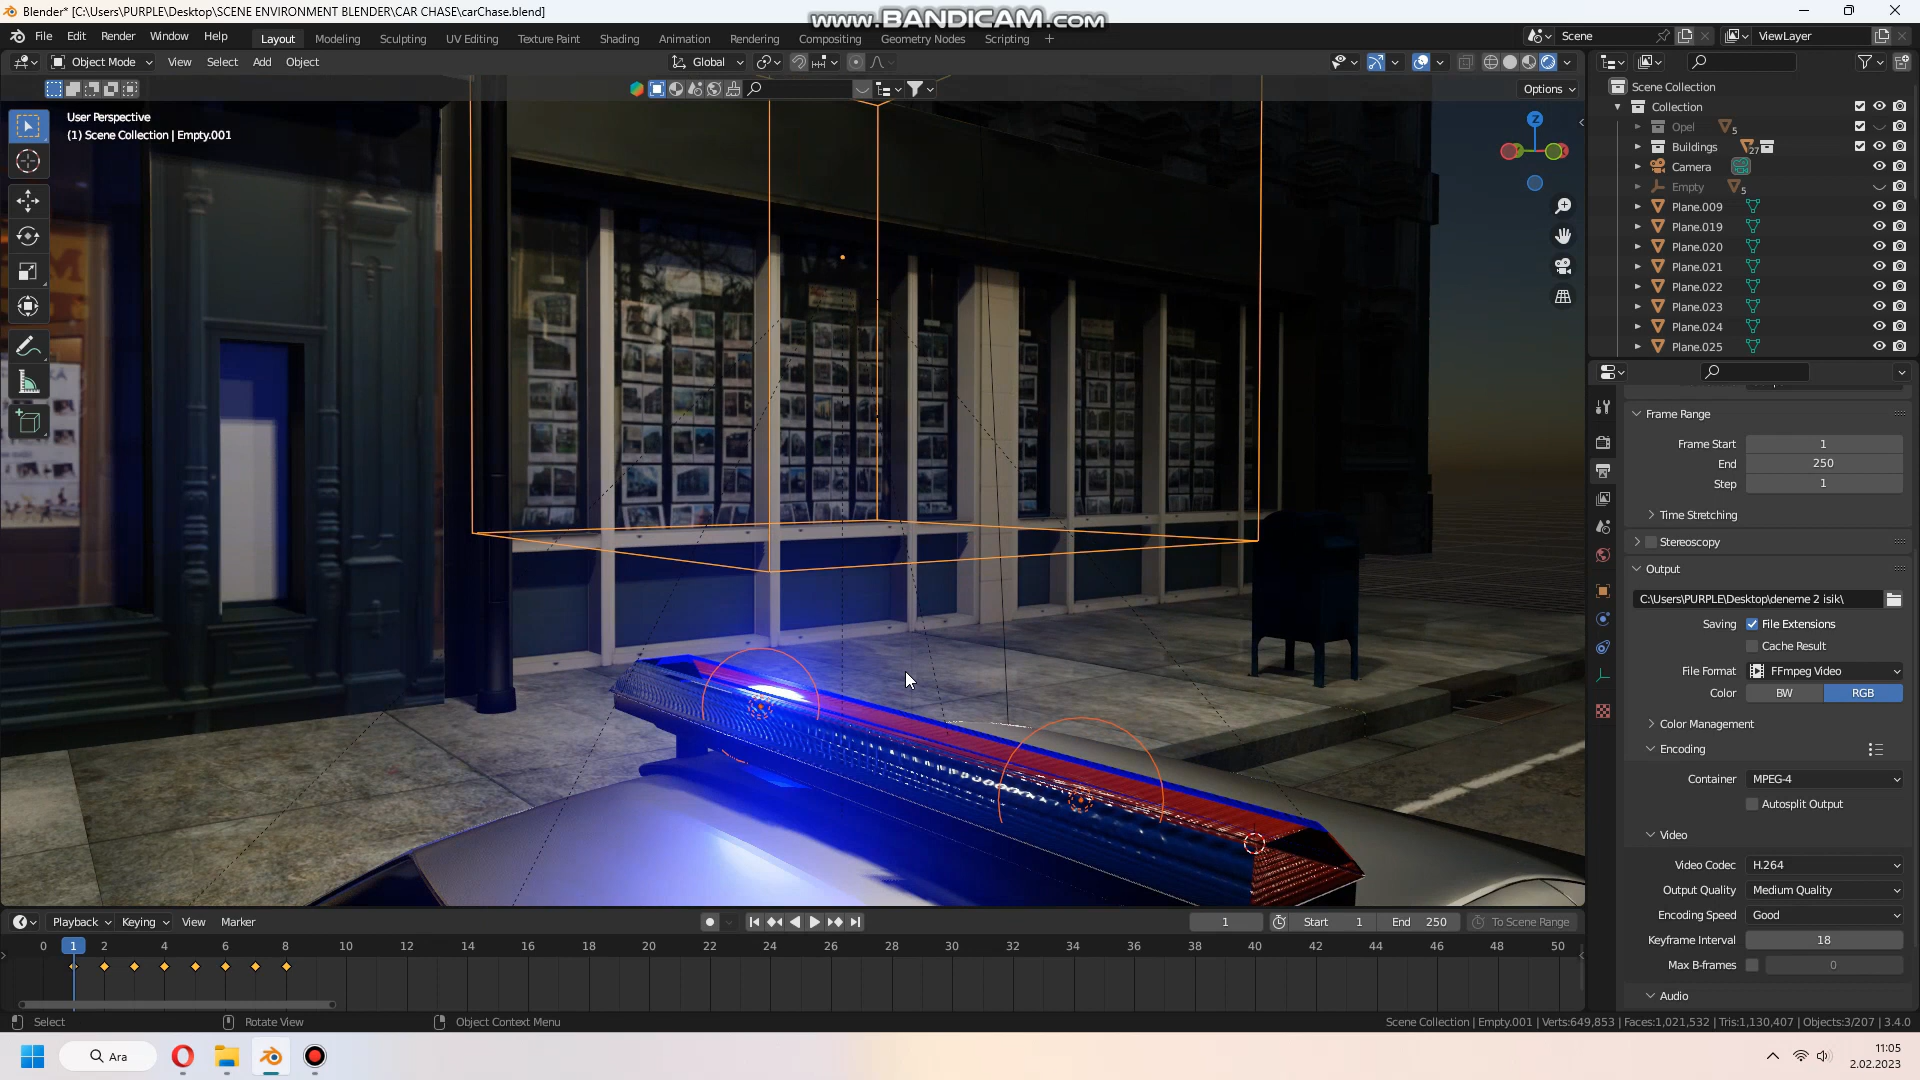 Blender* [C:\Users\PURPLE\Desktop\SCENE ENVIRONMENT BLENDER\CAR CHASE\carChase.blend]
www.BANDICAM.com
File Edit Render Window Help Layout Modeling Sculpting UV Editing Texture Paint Shading Animation Rendering Compositing Geometry Nodes Scripting + Scene ViewLayer
Object Mode View Select Add Object Global
Options
User Perspective
(1) Scene Collection | Empty.001
Z
Scene Collection
Collection
Opel 5
Buildings 27
Camera
Empty 5
Plane.009
Plane.019
Plane.020
Plane.021
Plane.022
Plane.023
Plane.024
Plane.025
Frame Range
Frame Start 1
End 250
Step 1
Time Stretching
Stereoscopy
Output
C:\Users\PURPLE\Desktop\deneme 2 isik\
Saving File Extensions
Cache Result
File Format FFmpeg Video
Color BW RGB
Color Management
Encoding
Container MPEG-4
Autosplit Output
Video
Video Codec H.264
Output Quality Medium Quality
Encoding Speed Good
Keyframe Interval 18
Max B-frames 0
Audio
Playback Keying View Marker 1 Start 1 End 250 To Scene Range
0 1 2 4 6 8 10 12 14 16 18 20 22 24 26 28 30 32 34 36 38 40 42 44 46 48 50
Select Rotate View Object Context Menu Scene Collection | Empty.001 | Verts:649,853 | Faces:1,021,532 | Tris:1,130,407 | Objects:3/207 | 3.4.0
Ara
11:05
2.02.2023